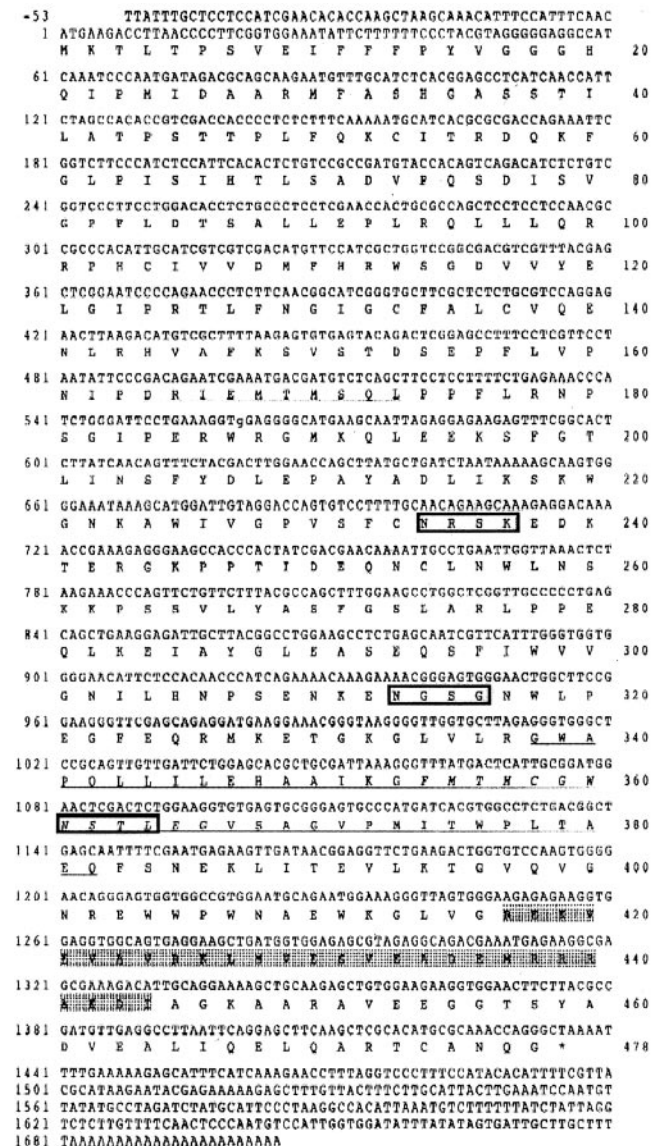 -53 TTATTTGCTCCTCCATCGAACACACCAAGCTAAGCAAACATTTCCATTTCAAC
1 ATGAAGACCTTAACCCCTTCGGTGGAAATATTCTTTTTTCCCTACGTAGGGGGAGGCCAT
M K T L T P S V E I F F F P Y V G G G H 20
61 CAAATCCCAATGATAGACGCAGCAAGAATGTTTGCATCTCACGGAGCCTCATCAACCATT
Q I P M I D A A R M F A S H G A S S T I 40
121 CTAGCCACACCGTCGACCACCCCTCTCTTTCAAAAATGCATCACGCGCGACCAGAAATTC
L A T P S T T P L F Q K C I T R D Q K F 60
181 GGTCTTCCCATCTCCATTCACACTCTGTCCGCCGATGTACCACAGTCAGACATCTCTGTC
G L P I S I H T L S A D V P Q S D I S V 80
241 GGTCCCTTCCTGGACACCTCTGCCCTCCTCGAACCACTGCGCCAGCTCCTCCTCCAACGC
G P F L D T S A L L E P L R Q L L L Q R 100
301 CGCCCACATTGCATCGTCGTCGACATGTTCCATCGCTGGTCCGGCGACGTCGTTTACGAG
R P H C I V V D M F H R W S G D V V Y E 120
361 CTCGGAATCCCCAGAACCCTCTTCAACGGCATCGGGTGCTTCGCTCTCTGCGTCCAGGAG
L G I P R T L F N G I G C F A L C V Q E 140
421 AACTTAAGACATGTCGCTTTTAAGAGTGTGAGTACAGACTCGGAGCCTTTCCTCGTTCCT
N L R H V A F K S V S T D S E P F L V P 160
481 AATATTCCCGACAGAATCGAAATGACGATGTCTCAGCTTCCTCCTTTTCTGAGAAACCCA
N I P D R I E M T M S Q L P P F L R N P 180
541 TCTGGGATTCCTGAAAGGTgGAGGGGCATGAAGCAATTAGAGGAGAAGAGTTTCGGCACT
S G I P E R W R G M K Q L E E K S F G T 200
601 CTTATCAACAGTTTCTACGACTTGGAACCAGCTTATGCTGATCTAATAAAAAGCAAGTGG
L I N S F Y D L E P A Y A D L I K S K W 220
661 GGAAATAAAGCATGGATTGTAGGACCAGTGTCCTTTTGCAACAGAAGCAAAGAGGACAAA
G N K A W I V G P V S F C N R S K E D K 240
721 ACCGAAAGAGGGAAGCCACCCACTATCGACGAACAAAATTGCCTGAATTGGTTAAACTCT
T E R G K P P T I D E Q N C L N W L N S 260
781 AAGAAACCCAGTTCTGTTCTTTACGCCAGCTTTGGAAGCCTGGCTCGGTTGCCCCCTGAG
K K P S S V L Y A S F G S L A R L P P E 280
841 CAGCTGAAGGAGATTGCTTACGGCCTGGAAGCCTCTGAGCAATCGTTCATTTGGGTGGTG
Q L K E I A Y G L E A S E Q S F I W V V 300
901 GGGAACATTCTCCACAACCCATCAGAAAACAAAGAAAACGGGAGTGGGAACTGGCTTCCG
G N I L H N P S E N K E N G S G N W L P 320
961 GAAGGGTTCGAGCAGAGGATGAAGGAAACGGGTAAGGGGTTGGTGCTTAGAGGGTGGGCT
E G F E Q R M K E T G K G L V L R G W A 340
1021 CCGCAGTTGTTGATTCTGGAGCACGCTGCGATTAAAGGGTTTATGACTCATTGCGGATGG
P Q L L I L E H A A I K G F M T H C G W 360
1081 AACTCGACTCTGGAAGGTGTGAGTGCGGGAGTGCCCATGATCACGTGGCCTCTGACGGCT
N S T L E G V S A G V P M I T W P L T A 380
1141 GAGCAATTTTCGAATGAGAAGTTGATAACGGAGGTTCTGAAGACTGGTGTCCAAGTGGGG
E Q F S N E K L I T E V L K T G V Q V G 400
1201 AACAGGGAGTGGTGGCCGTGGAATGCAGAATGGAAAGGGTTAGTGGGAAGAGAGAAGGTG
N R E W W P W N A E W K G L V G E K V 420
1261 GAGGTGGCAGTGAGGAAGCTGATGGTGGAGAGCGTAGAGGCAGACGAAATGAGAAGGCGA
E V A V R K L M V E S V E A D E M R R R 440
1321 GCGAAAGACATTGCAGGAAAAGCTGCAAGAGCTGTGGAAGAAGGTGGAACTTCTTACGCC
A K D I A G K A A R A V E E G G T S Y A 460
1381 GATGTTGAGGCCTTAATTCAGGAGCTTCAAGCTCGCACATGCGCAAACCAGGGCTAAAAT
D V E A L I Q E L Q A R T C A N Q G * 478
1441 TTTGAAAAAGAGCATTTCATCAAAGAACCTTTAGGTCCCTTTCCATACACATTTTCGTTA
1501 CGCATAAGAATACGAGAAAAAGAGCTTTGTTACTTTCTTGCATTACTTGAAATCCAATGT
1561 TATATGCCTAGATCTATGCATTCCCTAAGGCCACATTAAATGTCTTTTTTATCTATTAGG
1621 TCTCTTGTTTTCAACTCCCAATGTCCATTGGTGGATATTTATATAGTGATTGCTTGCTTT
1681 TAAAAAAAAAAAAAAAAAAAAAAA